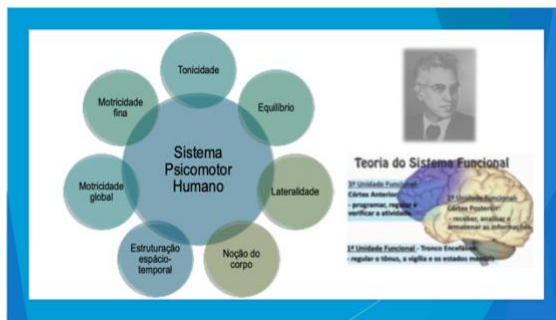 Tonicidade
Equilíbrio
Lateralidade
Noção do
corpo
Estruturação
espácio-
temporal
Motricidade
global
Motricidade
fina
Sistema
Psicomotor
Humano
Teoria do Sistema Funcional
3ª Unidade Funcional-
Córtex Anterior:
- programar, regular e
verificar a atividade.
2ª Unidade Funcional-
Córtex Posterior:
- receber, analisar e
armazenar as informações
1ª Unidade Funcional - Tronco Encefálico
- regular o tônus, a vigília e os estados mentais